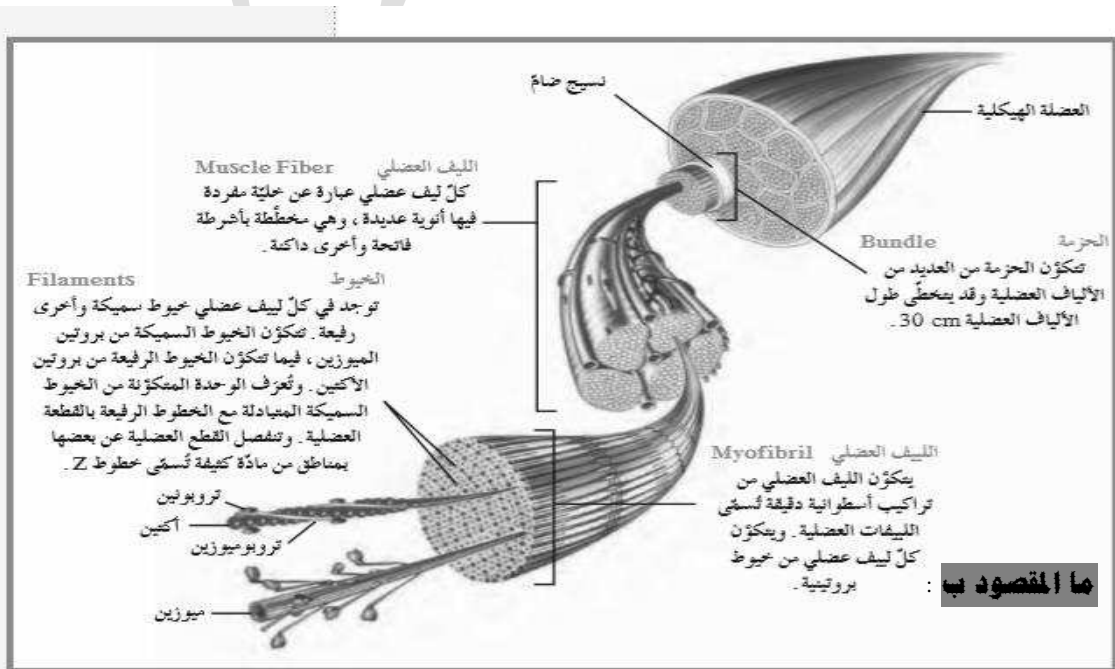 نسيج ضامّ
العضلة الهيكلية
الليف العضلي Muscle Fiber
كلّ ليف عضلي عبارة عن خليّة مفردة
فيها أنوية عديدة ، وهي مخطّطة بأشرطة
فاتحة وأخرى داكنة .
الحزمة Bundle
تتكوّن الحزمة من العديد من
الألياف العضلية وقد يتخطّى طول
الألياف العضلية 30 cm .
الخيوط Filaments
توجد في كلّ لييف عضلي خيوط سميكة وأخرى
رفيعة . تتكوّن الخيوط السميكة من بروتين
الميوزين ، فيما تتكوّن الخيوط الرفيعة من بروتين
الأكتين . وتُعرَف الوحدة المتكوّنة من الخيوط
السميكة المتبادلة مع الخطوط الرفيعة بالقطعة
العضلية . وتنفصل القطع العضلية عن بعضها
بمناطق من مادّة كثيفة تُسمّى خطوط Z .
اللييف العضلي Myofibril
يتكوّن الليف العضلي من
تراكيب أسطوانية دقيقة تُسمّى
اللييفات العضلية . ويتكوّن
كلّ لييف عضلي من خيوط
بروتينية .
تروبونين
أكتين
تروبوميوزين
ميوزين
ما المقصود ب :